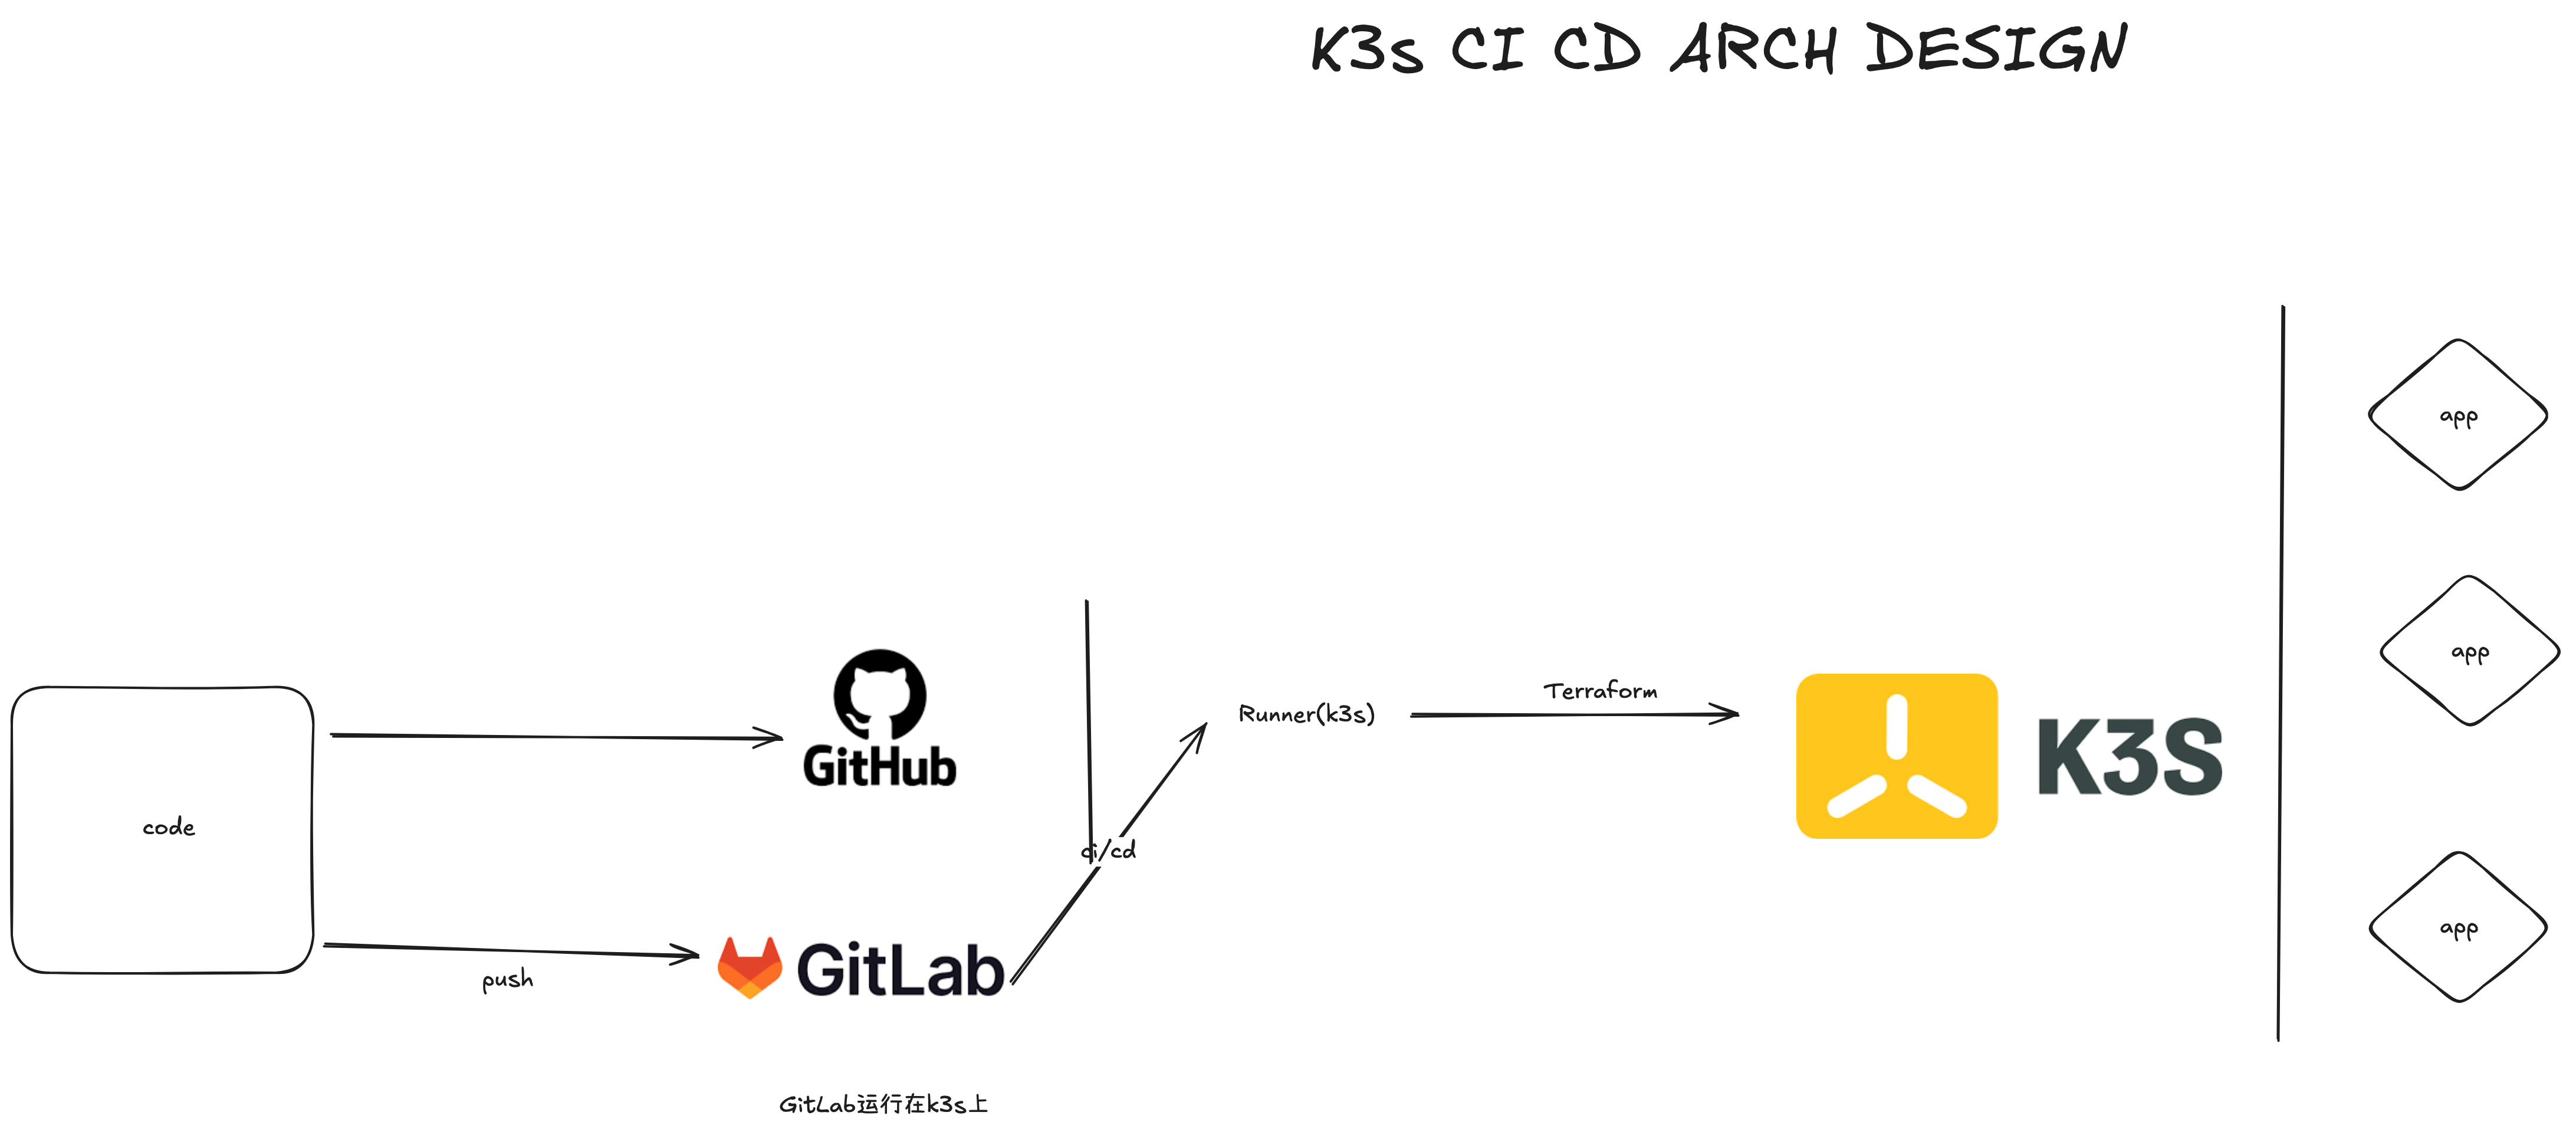 K3s CI CD ARCH DESIGN
app
app
GitHub
Terraform
Runner(k3s)
K3S
code
ci/cd
app
GitLab
push
GitLab运行在k3s上